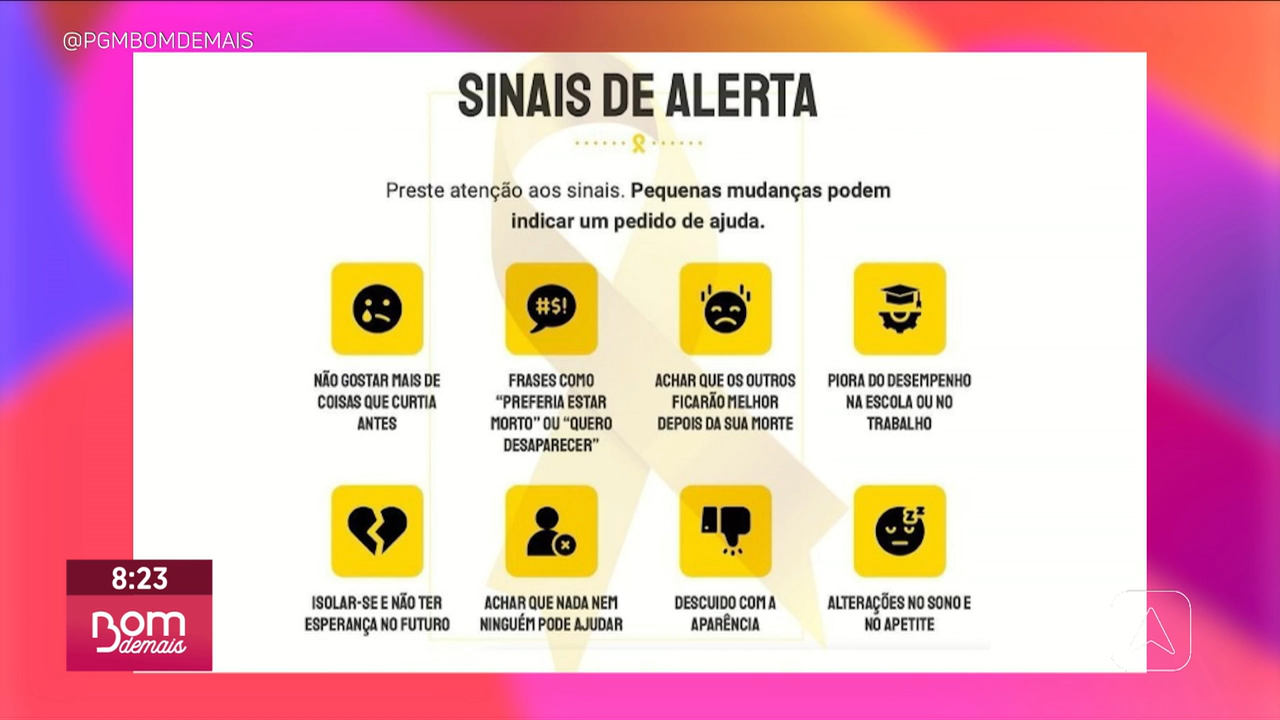 @PGMBOMDEMAIS
SINAIS DE ALERTA
Preste atenção aos sinais. Pequenas mudanças podem
indicar um pedido de ajuda.
#$!
NÃO GOSTAR MAIS DE
COISAS QUE CURTIA
ANTES
FRASES COMO
“PREFERIA ESTAR
MORTO” OU “QUERO
DESAPARECER”
ACHAR QUE OS OUTROS
FICARÃO MELHOR
DEPOIS DA SUA MORTE
PIORA DO DESEMPENHO
NA ESCOLA OU NO
TRABALHO
zzz
ISOLAR-SE E NÃO TER
ESPERANÇA NO FUTURO
ACHAR QUE NADA NEM
NINGUÉM PODE AJUDAR
DESCUIDO COM A
APARÊNCIA
ALTERAÇÕES NO SONO E
NO APETITE
8:23
Bom
demais